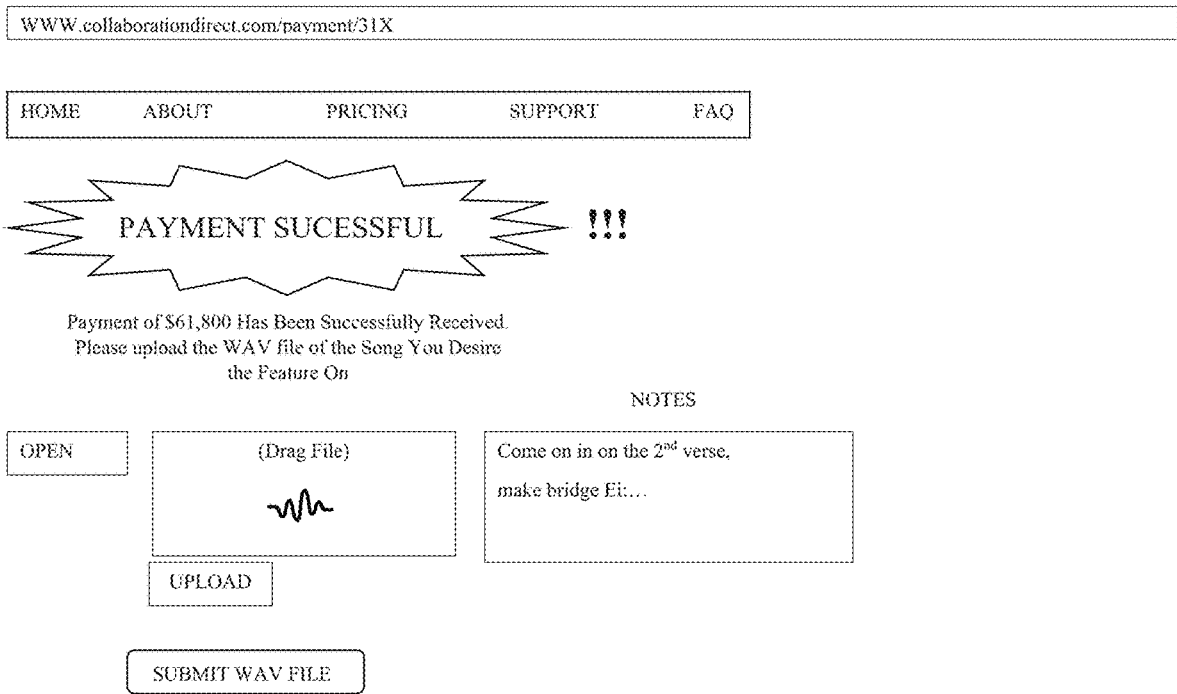 WWW.collaborationdirect.com/payment/31X
HOME ABOUT PRICING SUPPORT FAQ
PAYMENT SUCESSFUL !!!
Payment of $61,800 Has Been Successfully Received.
Please upload the WAV file of the Song You Desire
the Feature On
NOTES
OPEN
(Drag File)
Come on in on the 2nd verse,
make bridge Ei:…
UPLOAD
SUBMIT WAV FILE